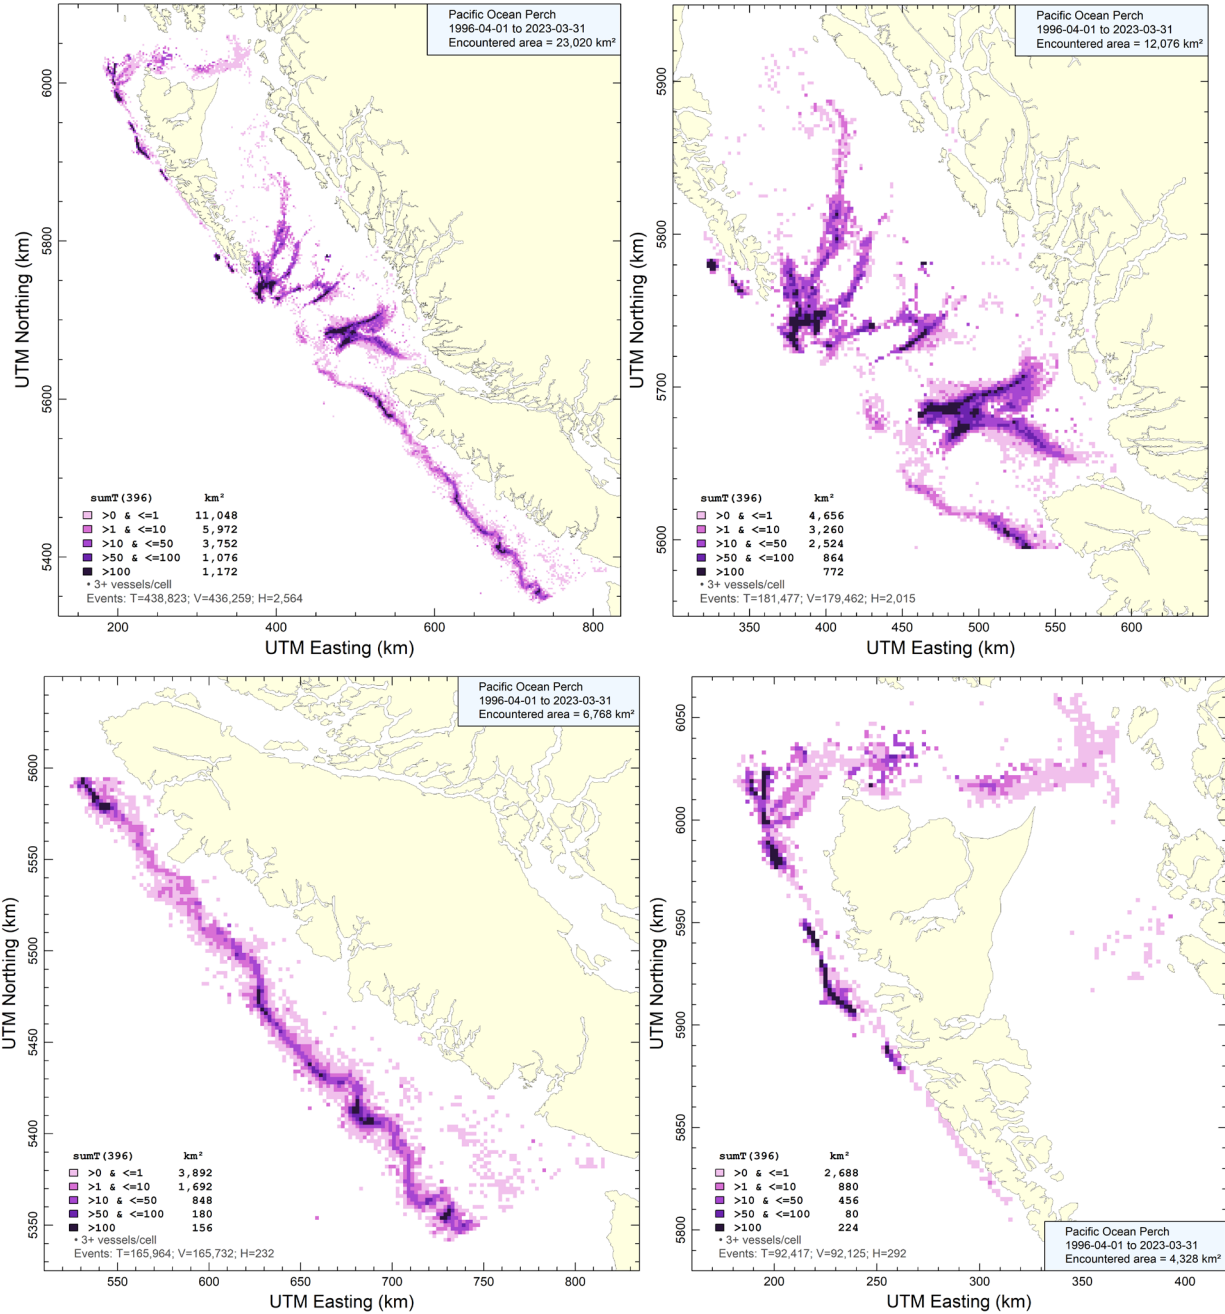 Pacific Ocean Perch
1996-04-01 to 2023-03-31
Encountered area = 23,020 km²
UTM Northing (km)
6000
5800
5600
5400
sumT(396) km²
>0 & <=1 11,048
>1 & <=10 5,972
>10 & <=50 3,752
>50 & <=100 1,076
>100 1,172
• 3+ vessels/cell
Events: T=438,823; V=436,259; H=2,564
200 400 600 800
UTM Easting (km)
Pacific Ocean Perch
1996-04-01 to 2023-03-31
Encountered area = 12,076 km²
UTM Northing (km)
5900
5800
5700
5600
sumT(396) km²
>0 & <=1 4,656
>1 & <=10 3,260
>10 & <=50 2,524
>50 & <=100 864
>100 772
• 3+ vessels/cell
Events: T=181,477; V=179,462; H=2,015
350 400 450 500 550 600
UTM Easting (km)
Pacific Ocean Perch
1996-04-01 to 2023-03-31
Encountered area = 6,768 km²
UTM Northing (km)
5600
5550
5500
5450
5400
5350
sumT(396) km²
>0 & <=1 3,892
>1 & <=10 1,692
>10 & <=50 848
>50 & <=100 180
>100 156
• 3+ vessels/cell
Events: T=165,964; V=165,732; H=232
550 600 650 700 750 800
UTM Easting (km)
UTM Northing (km)
6050
6000
5950
5900
5850
5800
sumT(396) km²
>0 & <=1 2,688
>1 & <=10 880
>10 & <=50 456
>50 & <=100 80
>100 224
• 3+ vessels/cell
Events: T=92,417; V=92,125; H=292
Pacific Ocean Perch
1996-04-01 to 2023-03-31
Encountered area = 4,328 km²
200 250 300 350 400
UTM Easting (km)